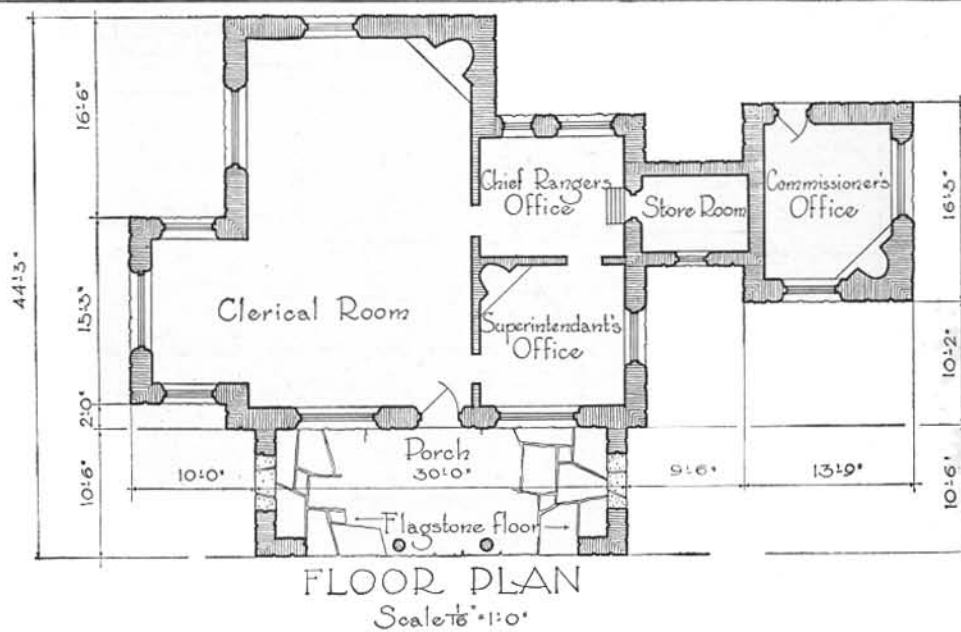 16'-6"
44'-3"
15'-3"
2'-0"
10'-6"
Clerical Room
Chief Rangers
Office
Store Room
Commissioner's
Office
Superintendant's
Office
16'-3"
10'-2"
10'-6"
Porch
10'-0"
30'-0"
9'-6"
13'-9"
Flagstone floor
FLOOR PLAN
Scale 1/16" = 1'-0"